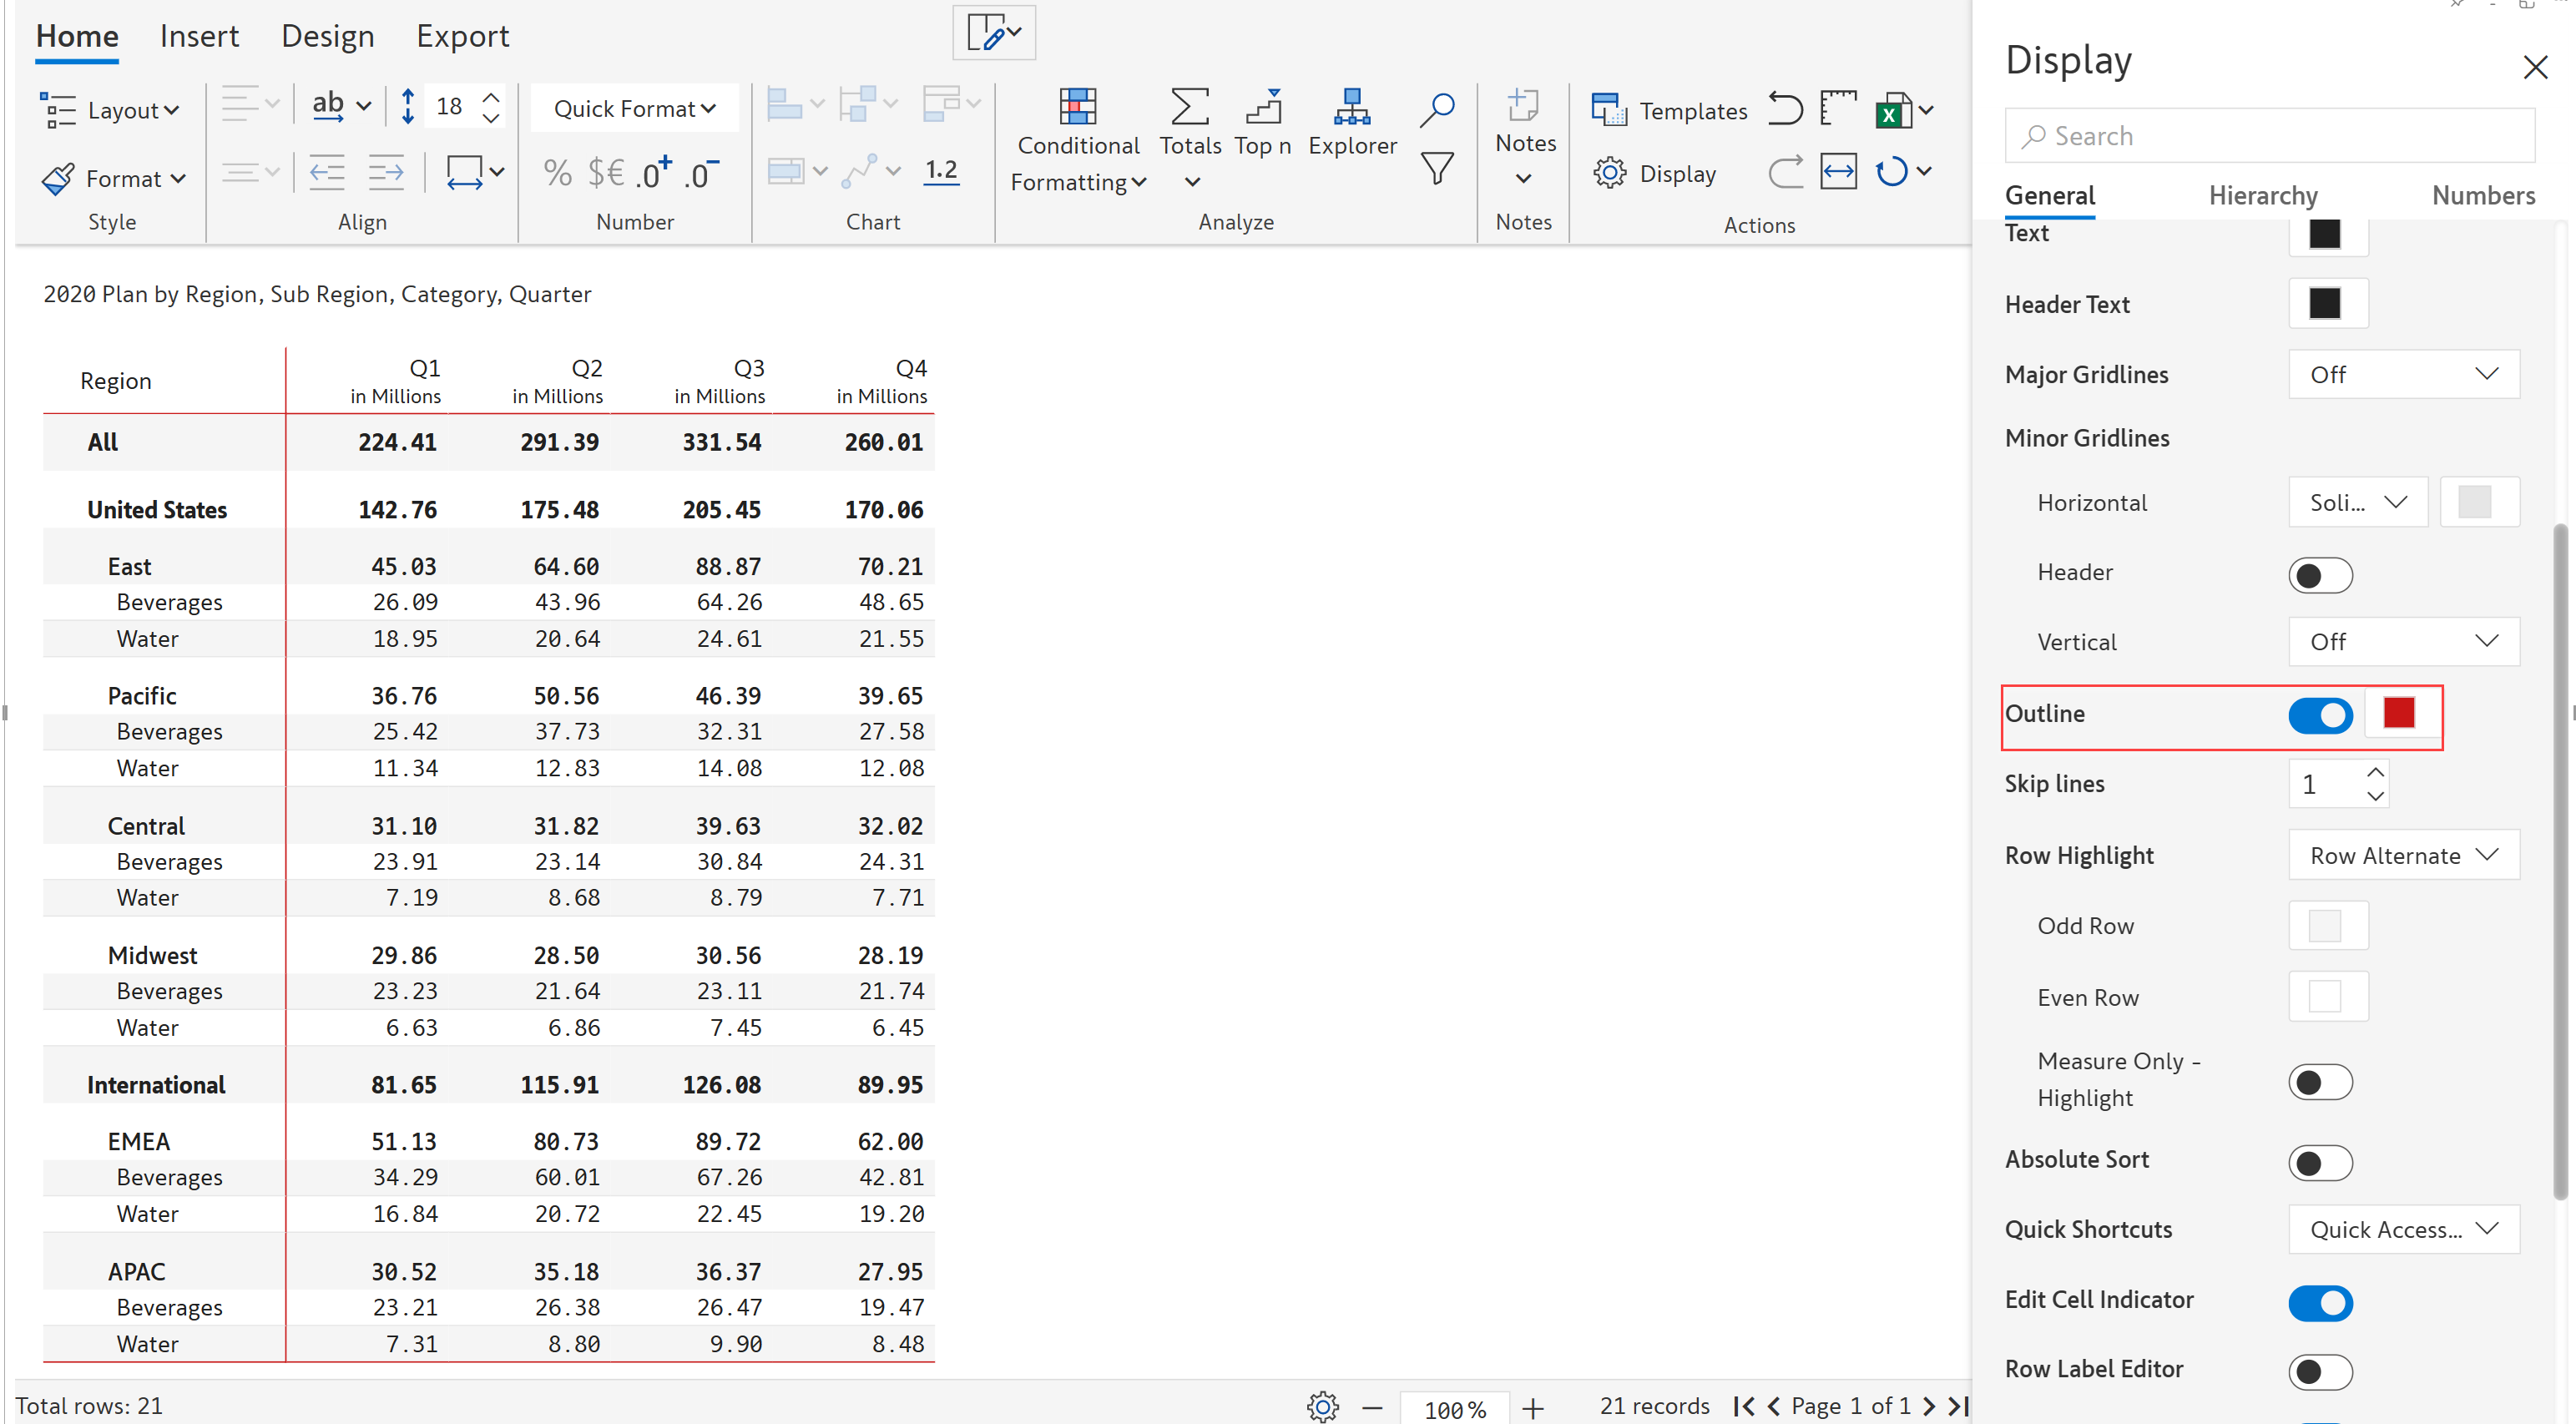 Home Insert Design Export
Layout ab 18 Quick Format
Format % $€ .0+ .0- 1.2
Conditional Formatting Totals Top n Explorer Notes Templates Display
Style Align Number Chart Analyze Notes Actions
2020 Plan by Region, Sub Region, Category, Quarter
Region Q1 Q2 Q3 Q4
in Millions in Millions in Millions in Millions
All 224.41 291.39 331.54 260.01
United States 142.76 175.48 205.45 170.06
East 45.03 64.60 88.87 70.21
Beverages 26.09 43.96 64.26 48.65
Water 18.95 20.64 24.61 21.55
Pacific 36.76 50.56 46.39 39.65
Beverages 25.42 37.73 32.31 27.58
Water 11.34 12.83 14.08 12.08
Central 31.10 31.82 39.63 32.02
Beverages 23.91 23.14 30.84 24.31
Water 7.19 8.68 8.79 7.71
Midwest 29.86 28.50 30.56 28.19
Beverages 23.23 21.64 23.11 21.74
Water 6.63 6.86 7.45 6.45
International 81.65 115.91 126.08 89.95
EMEA 51.13 80.73 89.72 62.00
Beverages 34.29 60.01 67.26 42.81
Water 16.84 20.72 22.45 19.20
APAC 30.52 35.18 36.37 27.95
Beverages 23.21 26.38 26.47 19.47
Water 7.31 8.80 9.90 8.48
Total rows: 21 100 % 21 records Page 1 of 1
Display
Search
General Hierarchy Numbers
Text
Header Text
Major Gridlines Off
Minor Gridlines
Horizontal Soli...
Header
Vertical Off
Outline
Skip lines 1
Row Highlight Row Alternate
Odd Row
Even Row
Measure Only -
Highlight
Absolute Sort
Quick Shortcuts Quick Access...
Edit Cell Indicator
Row Label Editor